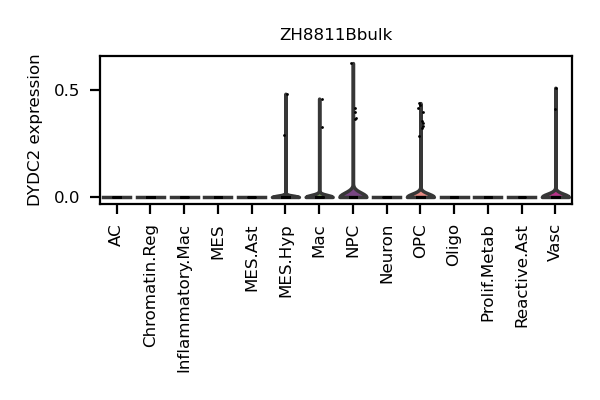 ZH8811Bbulk
DYDC2 expression
0.5
0.0
AC
Chromatin.Reg
Inflammatory.Mac
MES
MES.Ast
MES.Hyp
Mac
NPC
Neuron
OPC
Oligo
Prolif.Metab
Reactive.Ast
Vasc